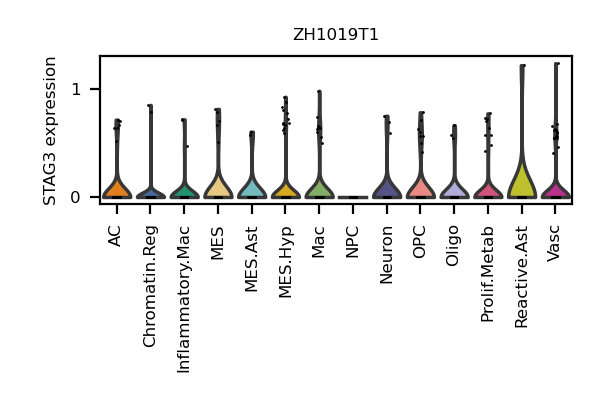 ZH1019T1
STAG3 expression
1
0
AC
Chromatin.Reg
Inflammatory.Mac
MES
MES.Ast
MES.Hyp
Mac
NPC
Neuron
OPC
Oligo
Prolif.Metab
Reactive.Ast
Vasc